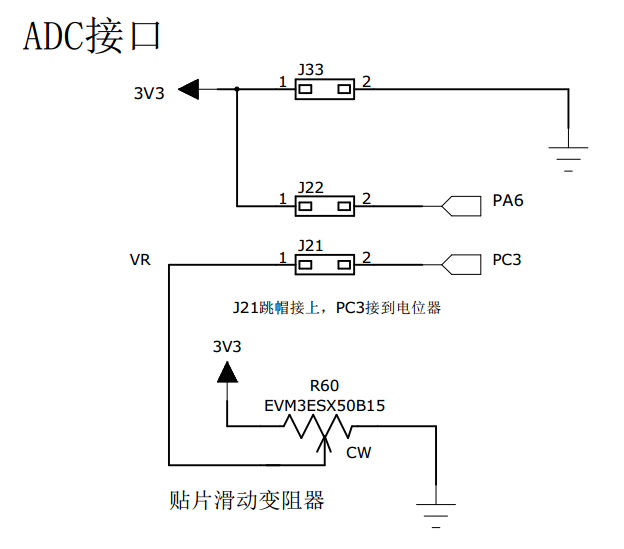 ADC接口
J33
3V3
1
2
J22
1
2
PA6
J21
VR
1
2
PC3
J21跳帽接上，PC3接到电位器
3V3
R60
EVM3ESX50B15
CW
贴片滑动变阻器